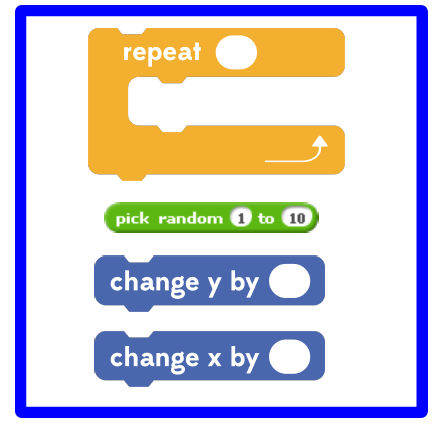 repeat
pick random 1 to 10
change y by
change x by